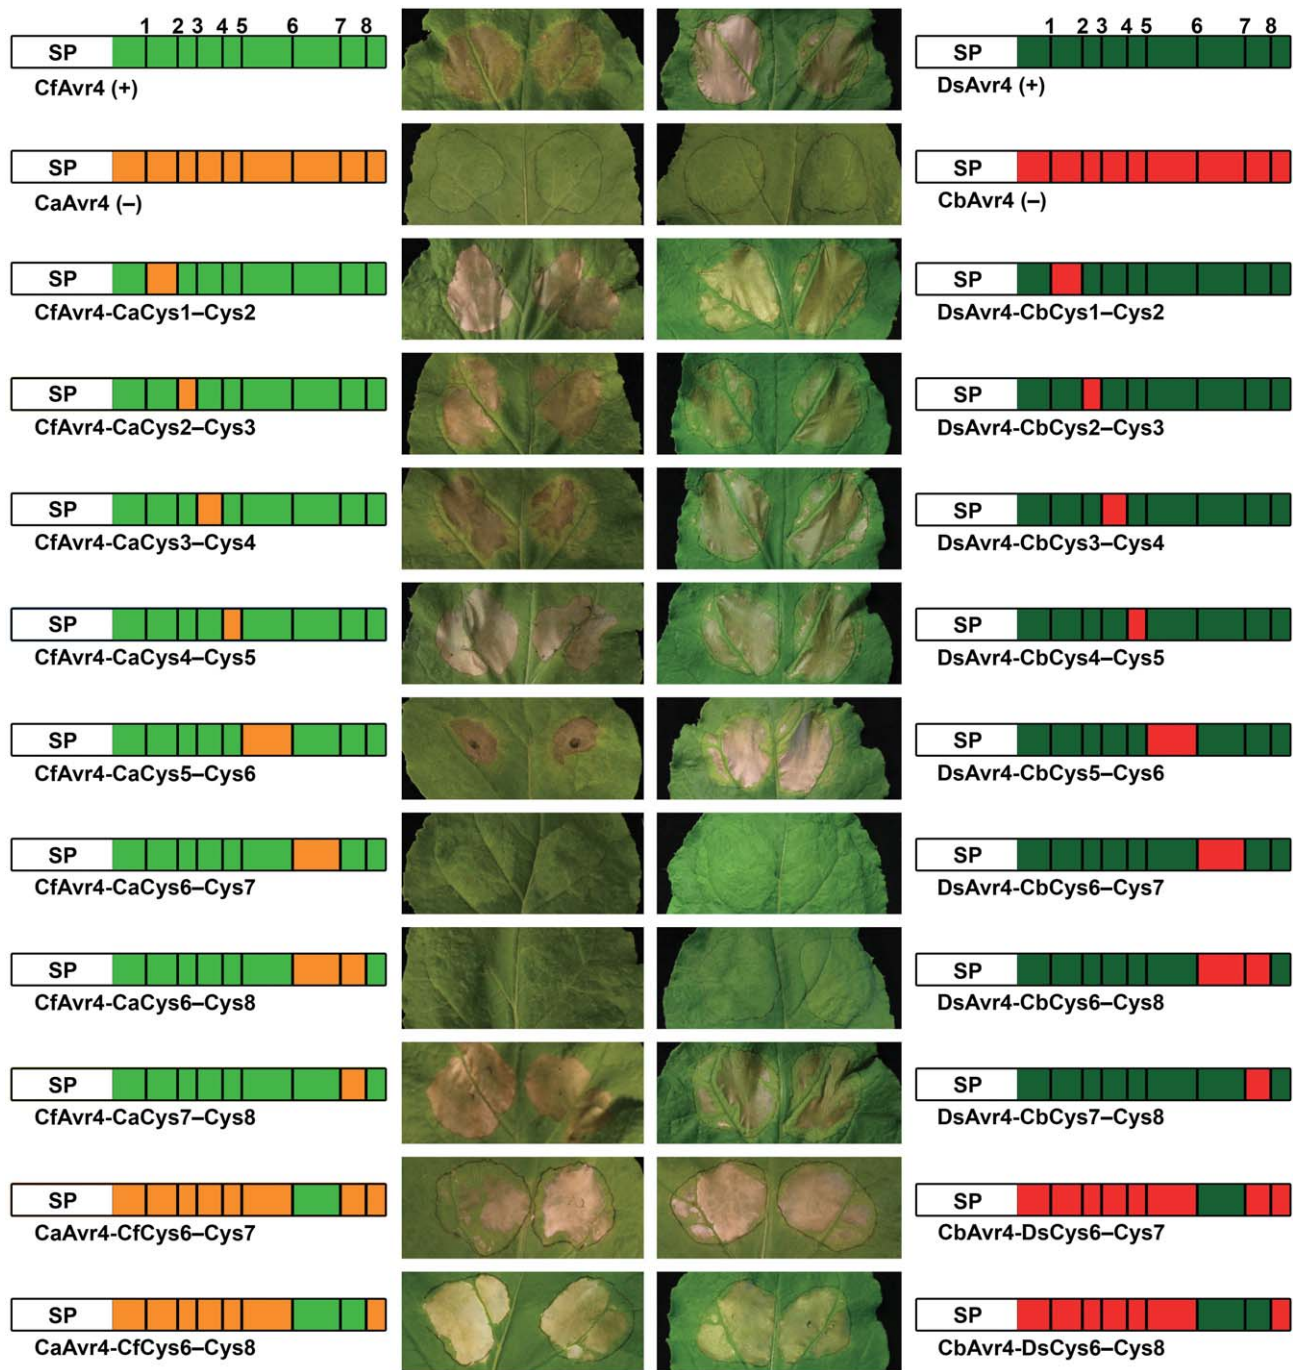 1 2 3 4 5 6 7 8
1 2 3 4 5 6 7 8
SP
CfAvr4 (+)
SP
DsAvr4 (+)
SP
CaAvr4 (–)
SP
CbAvr4 (–)
SP
CfAvr4-CaCys1–Cys2
SP
DsAvr4-CbCys1–Cys2
SP
CfAvr4-CaCys2–Cys3
SP
DsAvr4-CbCys2–Cys3
SP
CfAvr4-CaCys3–Cys4
SP
DsAvr4-CbCys3–Cys4
SP
CfAvr4-CaCys4–Cys5
SP
DsAvr4-CbCys4–Cys5
SP
CfAvr4-CaCys5–Cys6
SP
DsAvr4-CbCys5–Cys6
SP
CfAvr4-CaCys6–Cys7
SP
DsAvr4-CbCys6–Cys7
SP
CfAvr4-CaCys6–Cys8
SP
DsAvr4-CbCys6–Cys8
SP
CfAvr4-CaCys7–Cys8
SP
DsAvr4-CbCys7–Cys8
SP
CaAvr4-CfCys6–Cys7
SP
CbAvr4-DsCys6–Cys7
SP
CaAvr4-CfCys6–Cys8
SP
CbAvr4-DsCys6–Cys8